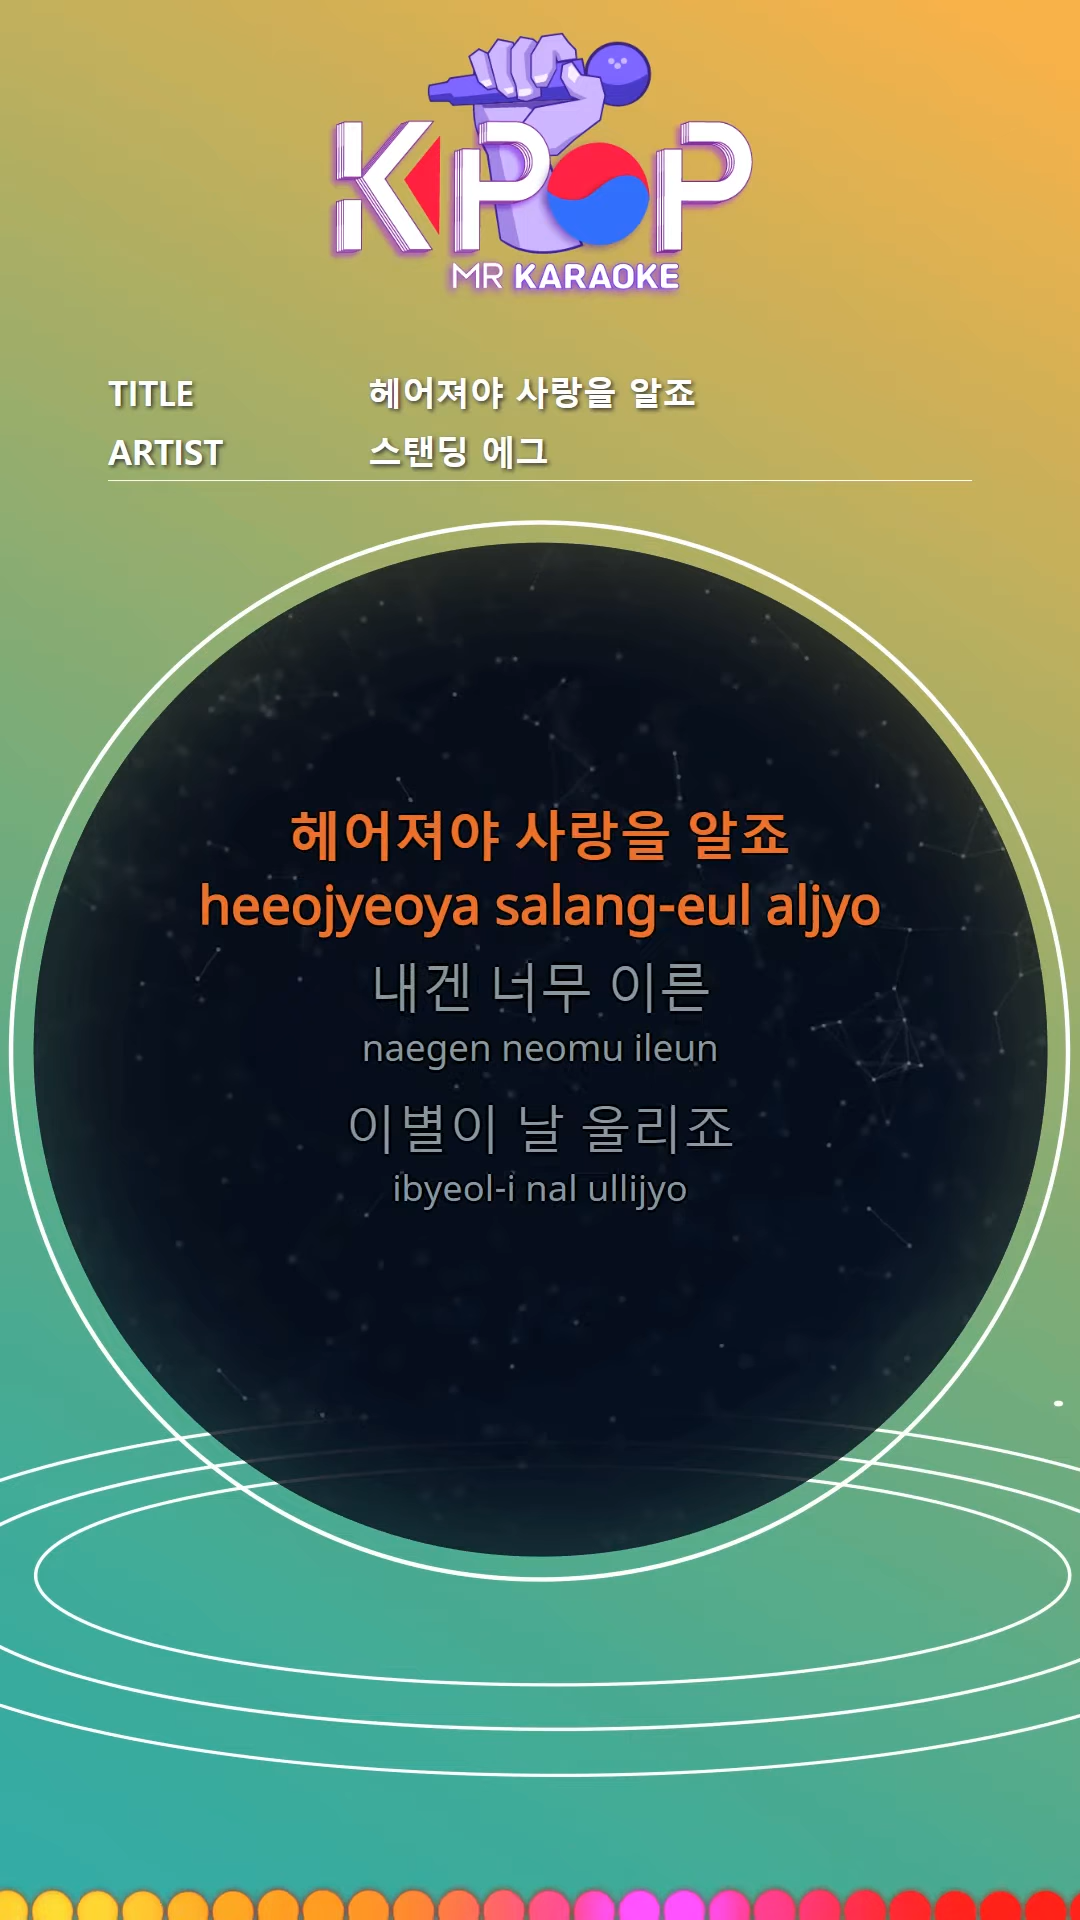 KPOP
MR KARAOKE
TITLE 헤어져야 사랑을 알죠
ARTIST 스탠딩 에그
헤어져야 사랑을 알죠
heeojyeoya salang-eul aljyo
내겐 너무 이른
naegen neomu ileun
이별이 날 울리죠
ibyeol-i nal ullijyo